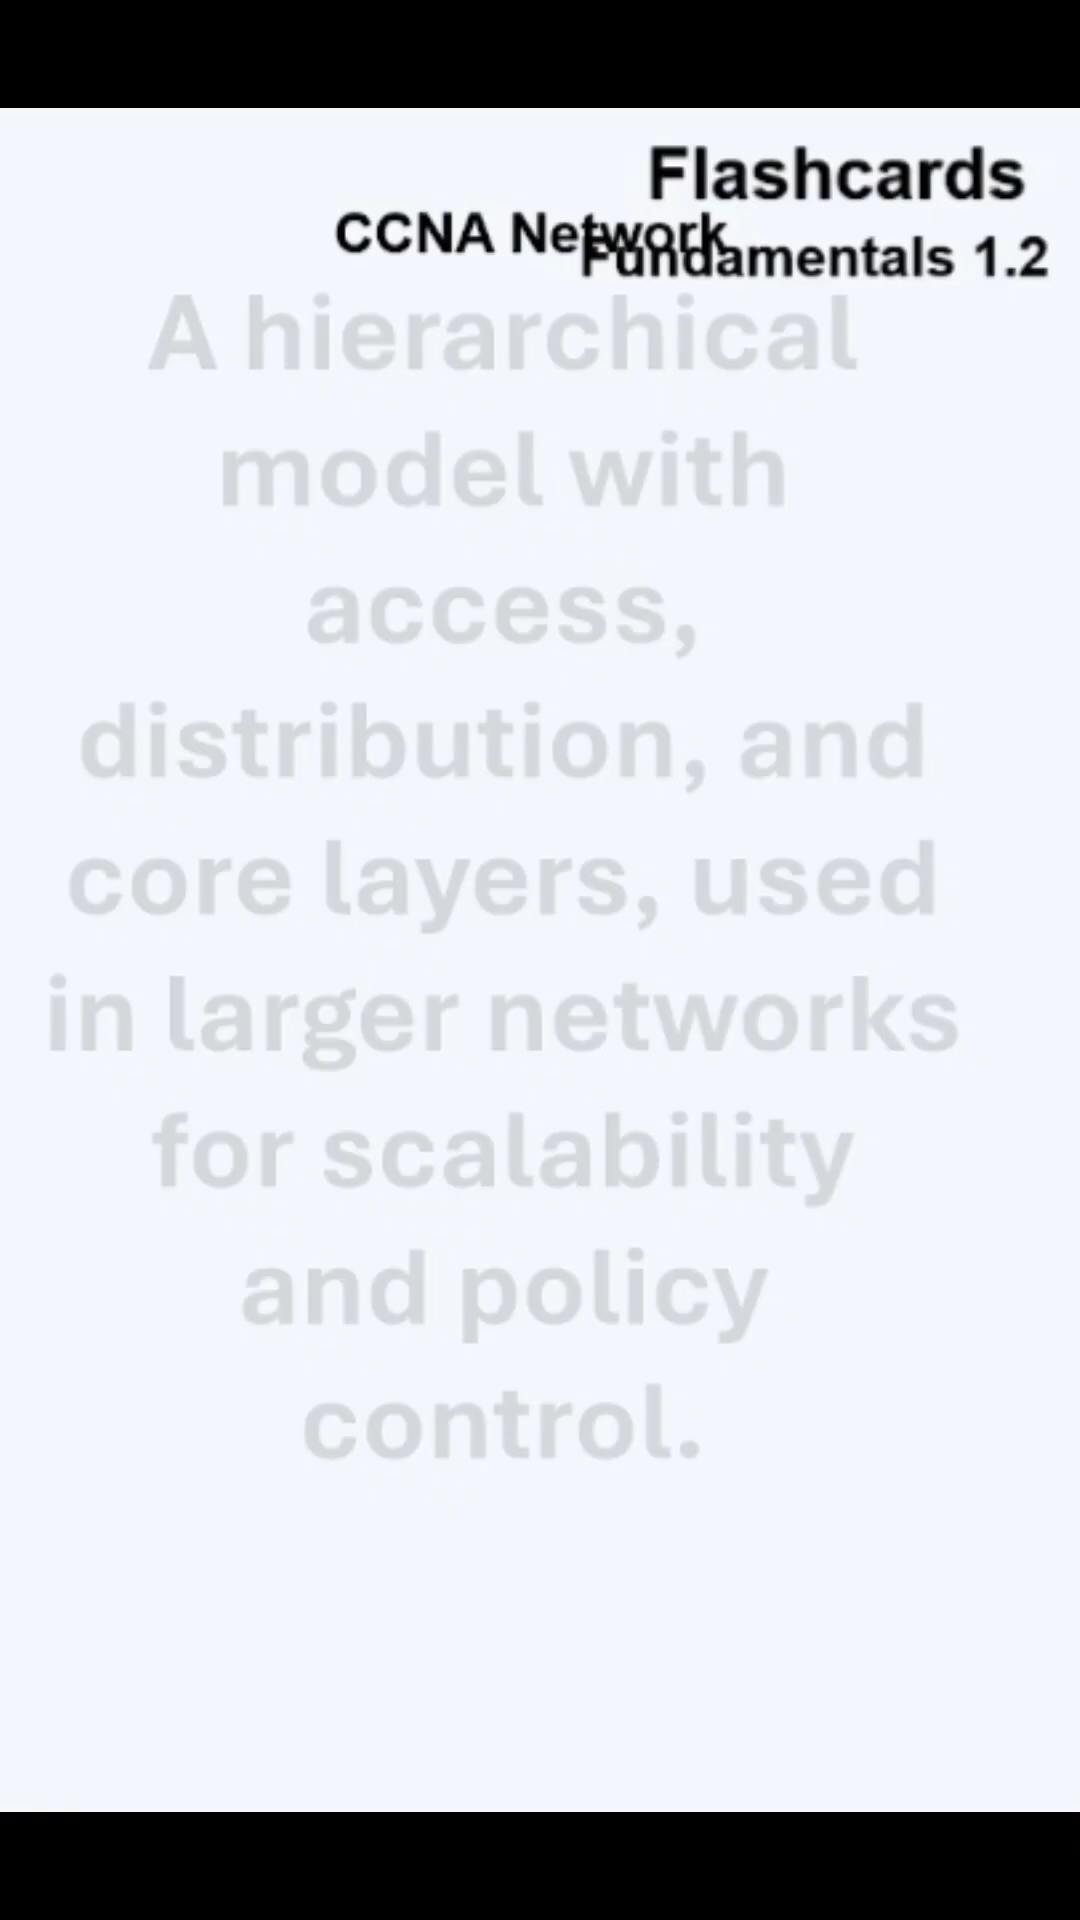 Flashcards
CCNA Network
Fundamentals 1.2
A hierarchical
model with
access,
distribution, and
core layers, used
in larger networks
for scalability
and policy
control.